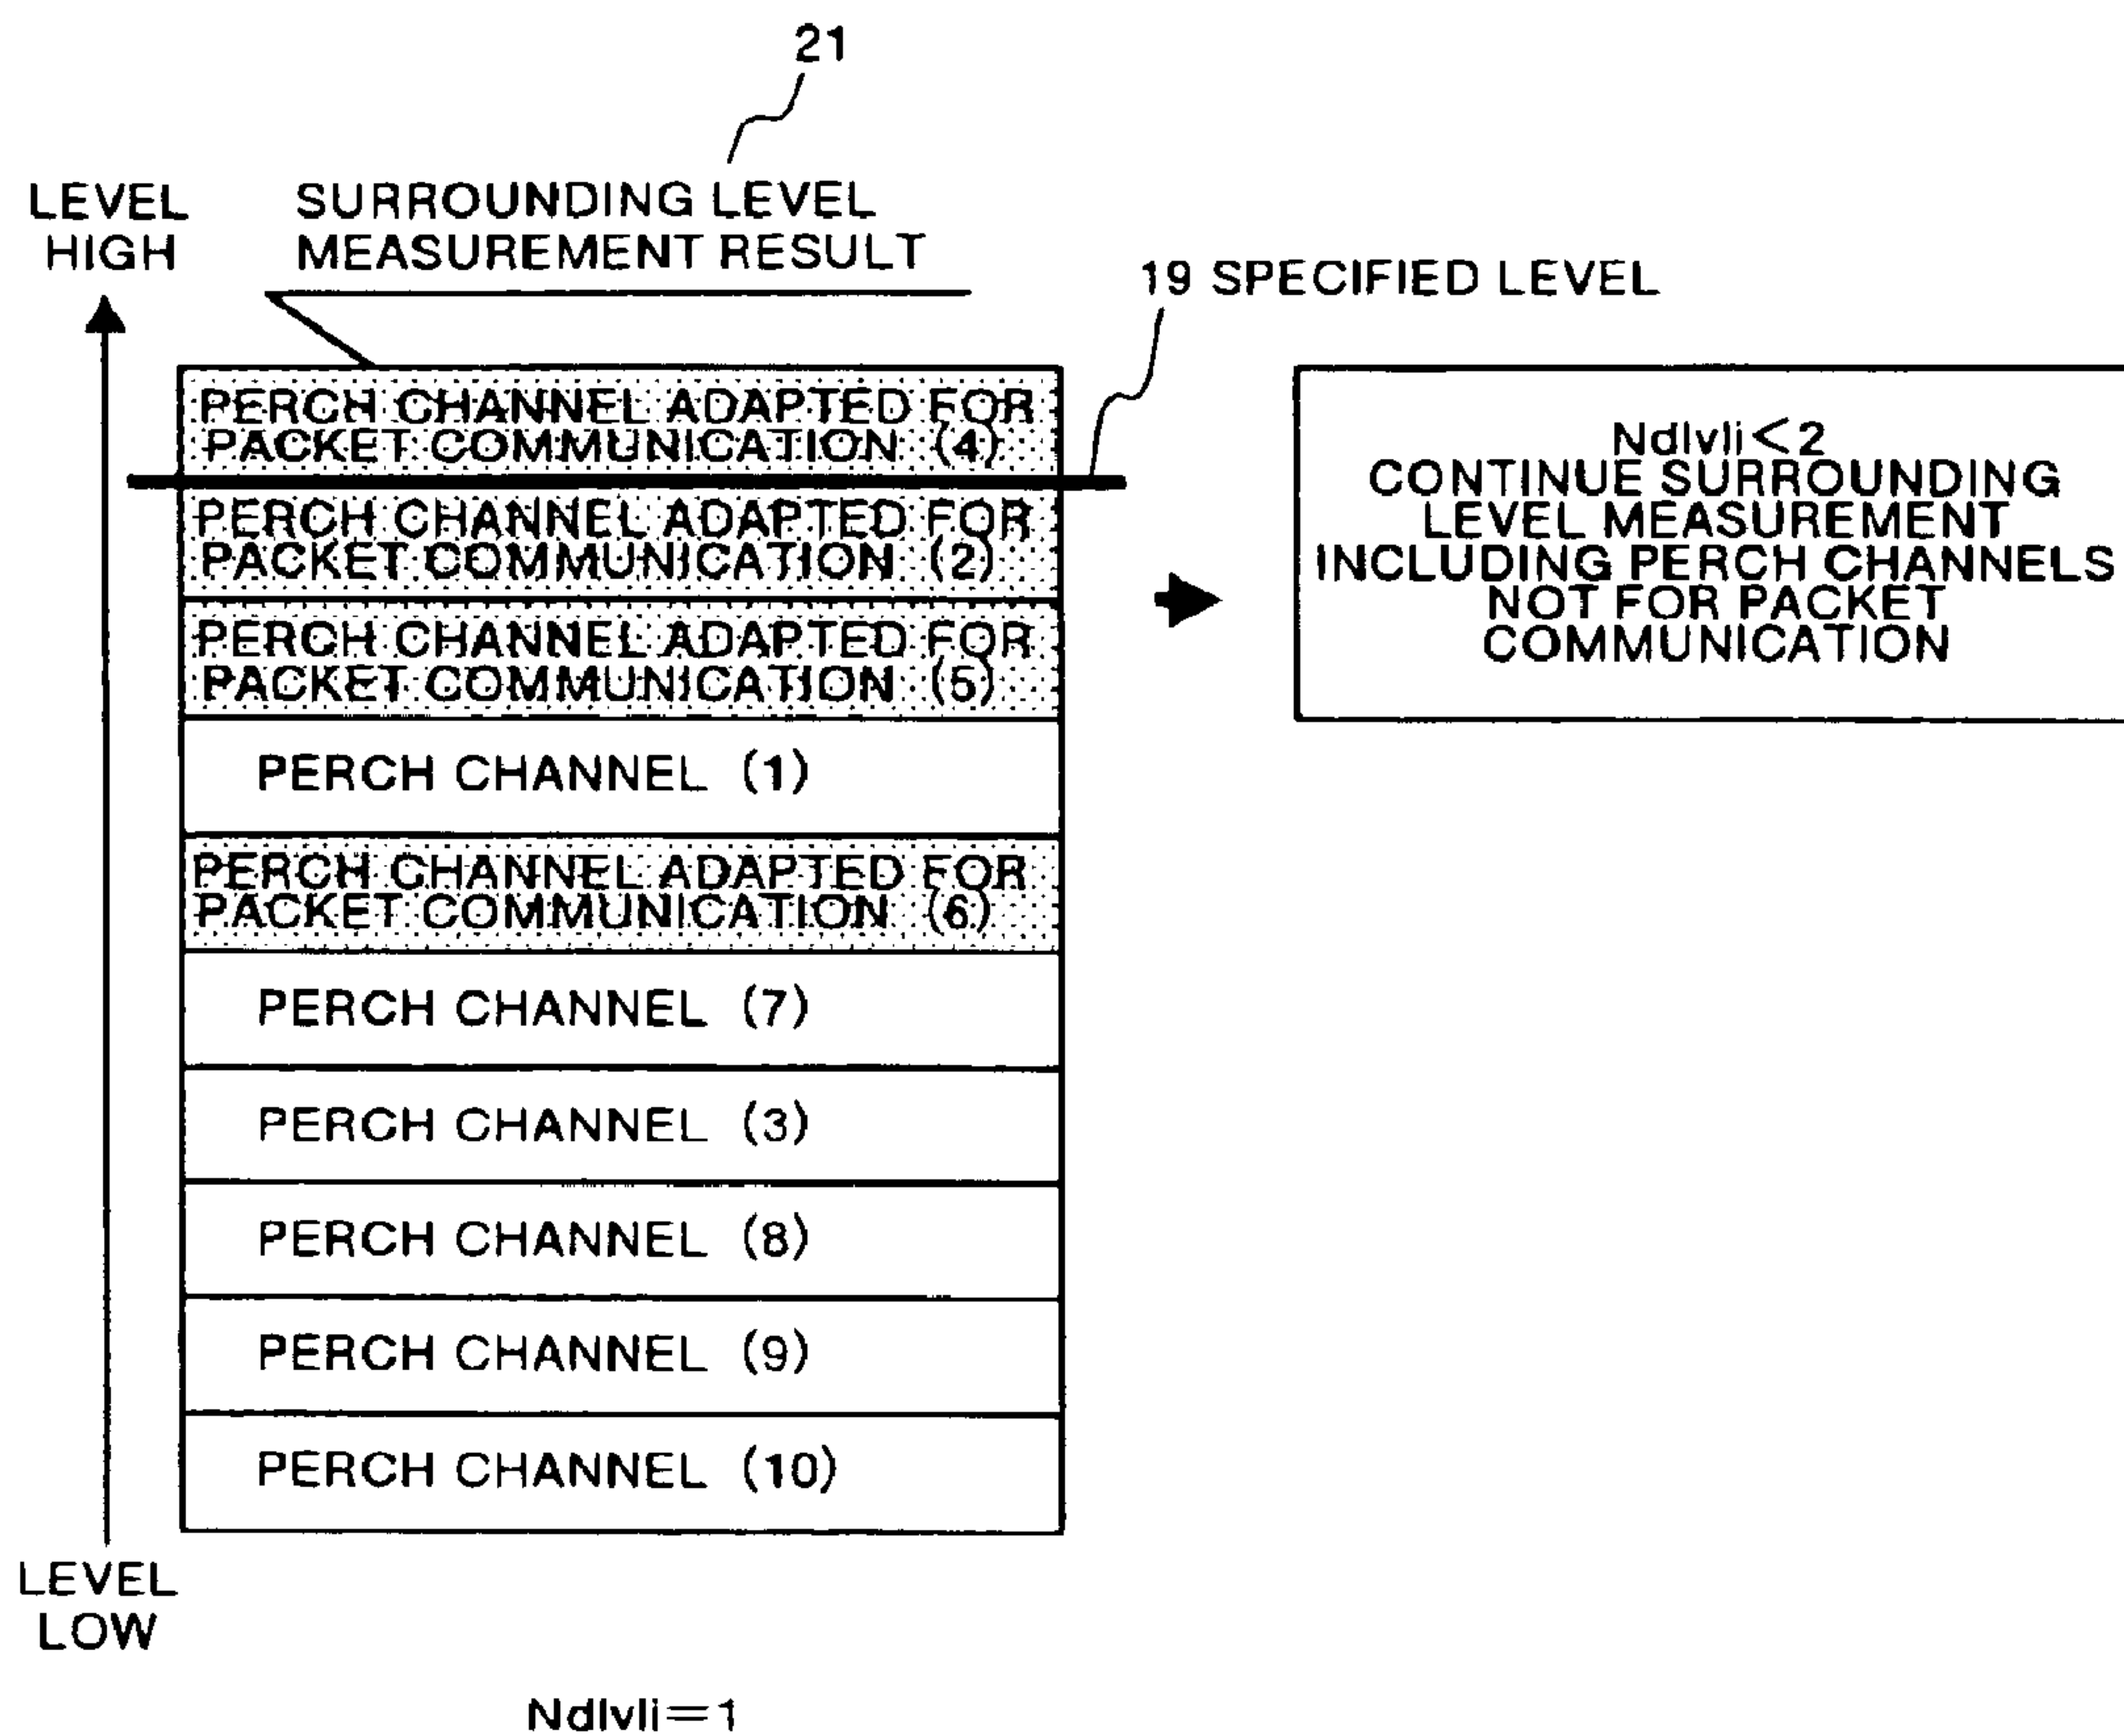 21
LEVEL
HIGH
SURROUNDING LEVEL
MEASUREMENT RESULT
19 SPECIFIED LEVEL
PERCH CHANNEL ADAPTED FOR
PACKET COMMUNICATION (4)
PERCH CHANNEL ADAPTED FOR
PACKET COMMUNICATION (2)
PERCH CHANNEL ADAPTED FOR
PACKET COMMUNICATION (5)
PERCH CHANNEL (1)
PERCH CHANNEL ADAPTED FOR
PACKET COMMUNICATION (6)
PERCH CHANNEL (7)
PERCH CHANNEL (3)
PERCH CHANNEL (8)
PERCH CHANNEL (9)
PERCH CHANNEL (10)
Ndlvli<2
CONTINUE SURROUNDING
LEVEL MEASUREMENT
INCLUDING PERCH CHANNELS
NOT FOR PACKET
COMMUNICATION
LEVEL
LOW
Ndlvli=1